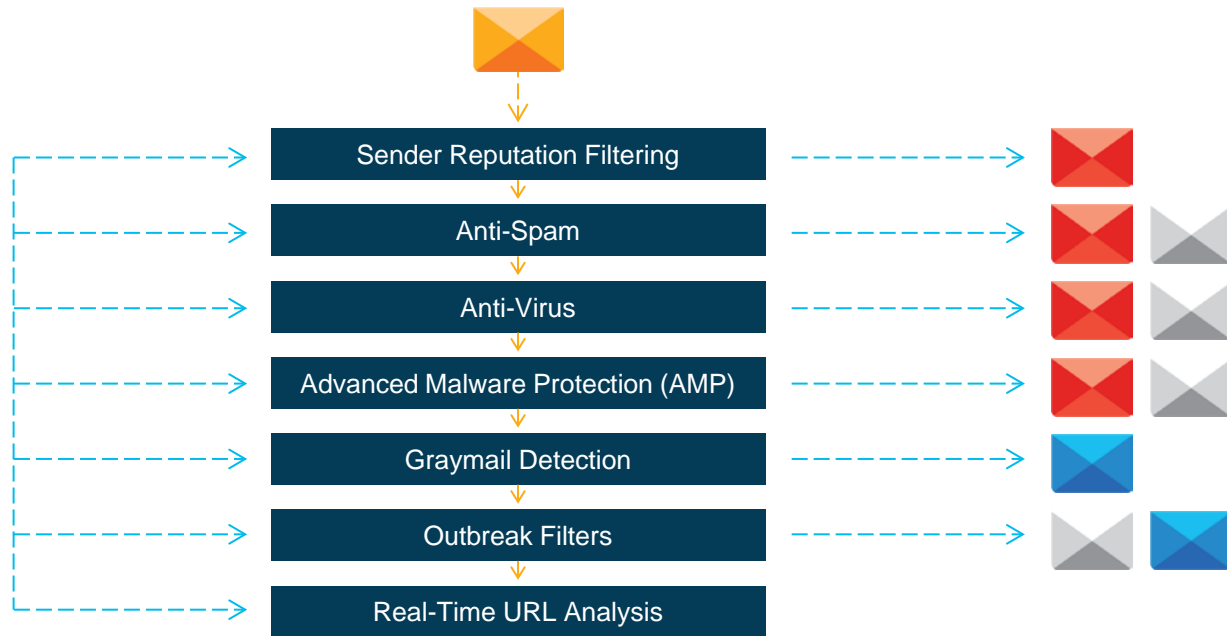 Sender Reputation Filtering
Anti-Spam
Anti-Virus
Advanced Malware Protection (AMP)
Graymail Detection
Outbreak Filters
Real-Time URL Analysis